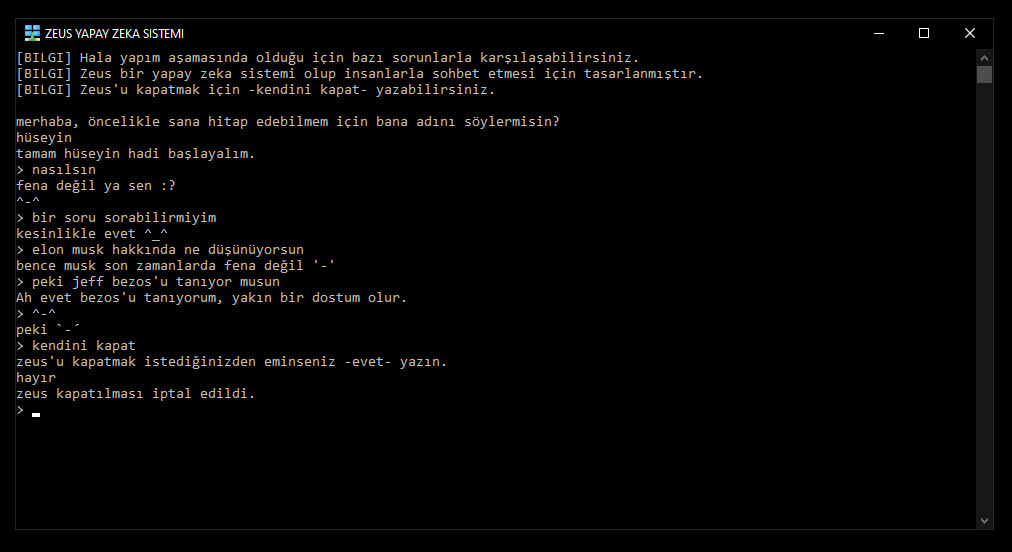 ZEUS YAPAY ZEKA SISTEMI
[BILGI] Hala yapım aşamasında olduğu için bazı sorunlarla karşılaşabilirsiniz.
[BILGI] Zeus bir yapay zeka sistemi olup insanlarla sohbet etmesi için tasarlanmıştır.
[BILGI] Zeus'u kapatmak için -kendini kapat- yazabilirsiniz.
merhaba, öncelikle sana hitap edebilmem için bana adını söylermisin?
hüseyin
tamam hüseyin hadi başlayalım.
> nasılsın
fena değil ya sen :?
^-^
> bir soru sorabilirmiyim
kesinlikle evet ^_^
> elon musk hakkında ne düşünüyorsun
bence musk son zamanlarda fena değil '-'
> peki jeff bezos'u tanıyor musun
Ah evet bezos'u tanıyorum, yakın bir dostum olur.
> ^-^
peki `-´
> kendini kapat
zeus'u kapatmak istediğinizden eminseniz -evet- yazın.
hayır
zeus kapatılması iptal edildi.
>